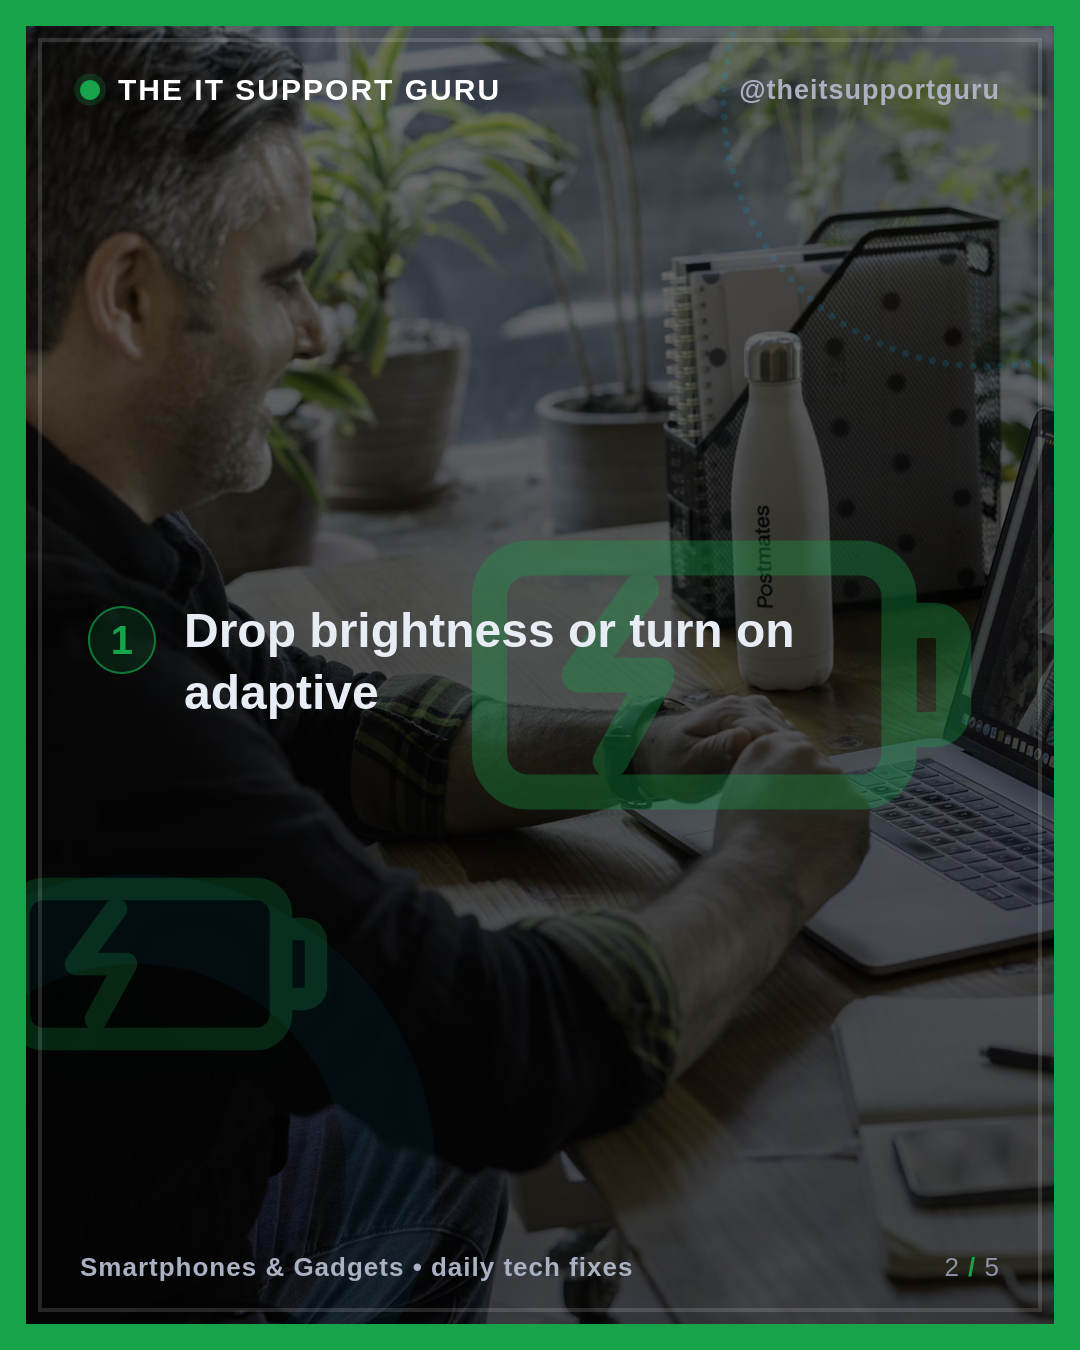 THE IT SUPPORT GURU
@theitsupportguru
Postmates
1
Drop brightness or turn on
adaptive
Smartphones & Gadgets • daily tech fixes
2 / 5